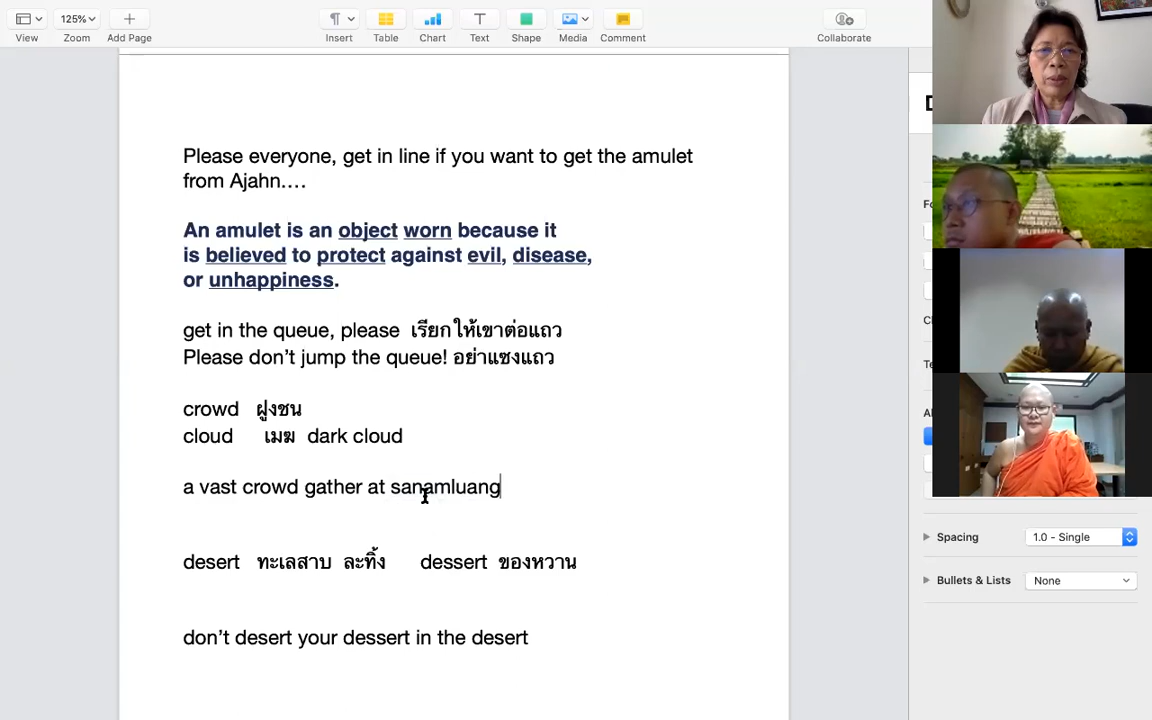 125%
View
Zoom
Add Page
Insert
Table
Chart
Text
Shape
Media
Comment
Collaborate
Please everyone, get in line if you want to get the amulet
from Ajahn....
An amulet is an object worn because it
is believed to protect against evil, disease,
or unhappiness.
get in the queue, please เรียกให้เขาต่อแถว
Please don't jump the queue! อย่าแซงแถว
crowd ฝูงชน
cloud เมฆ dark cloud
a vast crowd gather at sanamluang
desert ทะเลสาบ ละทิ้ง dessert ของหวาน
don't desert your dessert in the desert
Spacing 1.0 - Single
Bullets & Lists None